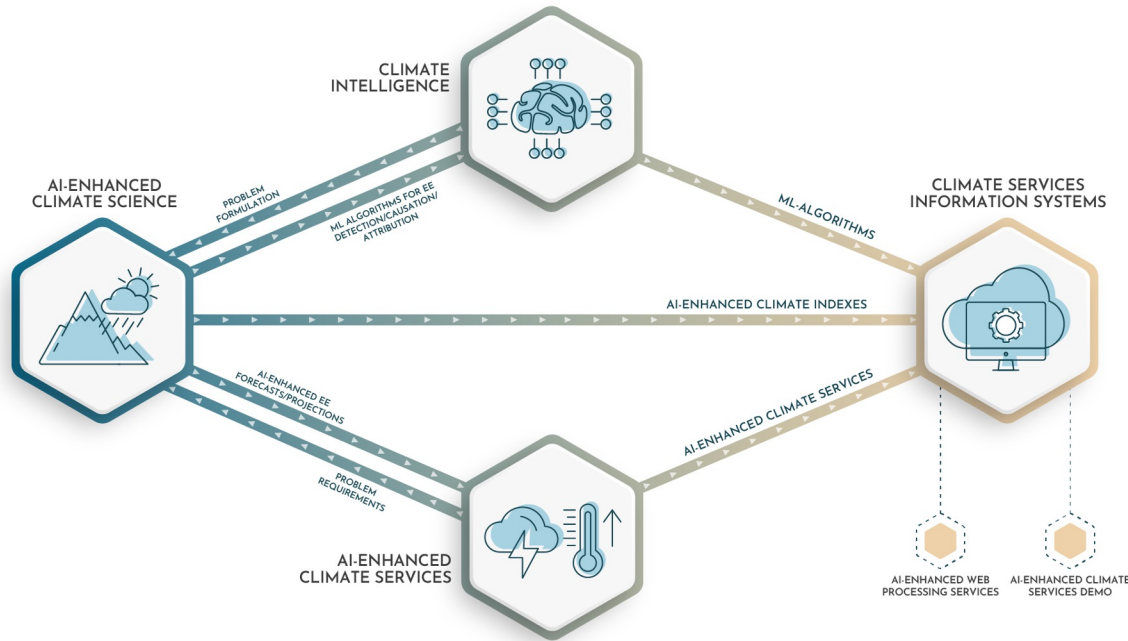 CLIMATE
INTELLIGENCE
AI-ENHANCED
CLIMATE SCIENCE
PROBLEM
FORMULATION
ML ALGORITHMS FOR EE
DETECTION/CAUSATION/
ATTRIBUTION
ML-ALGORITHMS
CLIMATE SERVICES
INFORMATION SYSTEMS
AI-ENHANCED CLIMATE INDEXES
AI-ENHANCED EE
FORECASTS/PROJECTIONS
PROBLEM
REQUIREMENTS
AI-ENHANCED CLIMATE SERVICES
AI-ENHANCED
CLIMATE SERVICES
AI-ENHANCED WEB
PROCESSING SERVICES
AI-ENHANCED CLIMATE
SERVICES DEMO